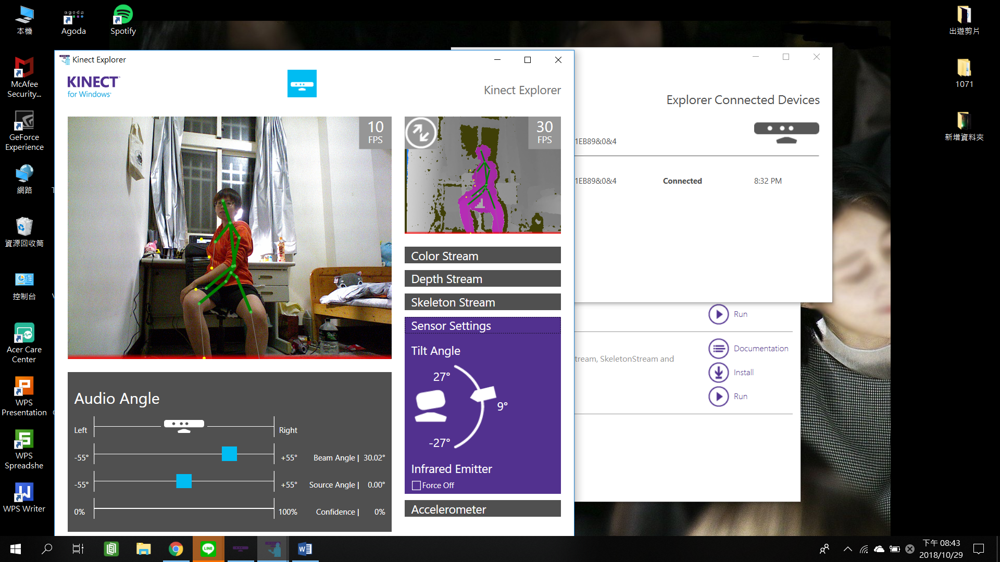 本機
agoda
Agoda
Spotify
出遊剪片
McAfee
Security...
1071
GeForce
Experience
新增資料夾
網路
資源回收筒
控制台
Acer Care
Center
WPS
Presentation
WPS
Spreadshe
WPS Writer
Kinect Explorer
KINECT
for Windows
Kinect Explorer
10
FPS
30
FPS
Color Stream
Depth Stream
Skeleton Stream
Sensor Settings
Tilt Angle
27°
9°
-27°
Infrared Emitter
Force Off
Accelerometer
Audio Angle
Left
Right
-55°
+55°
Beam Angle | 30.02°
-55°
+55°
Source Angle | 0.00°
0%
100%
Confidence | 0%
Explorer Connected Devices
1EB89&0&4
1EB89&0&4
Connected
8:32 PM
Run
Documentation
tream, SkeletonStream and
Install
Run
LINE
下午 08:43
2018/10/29